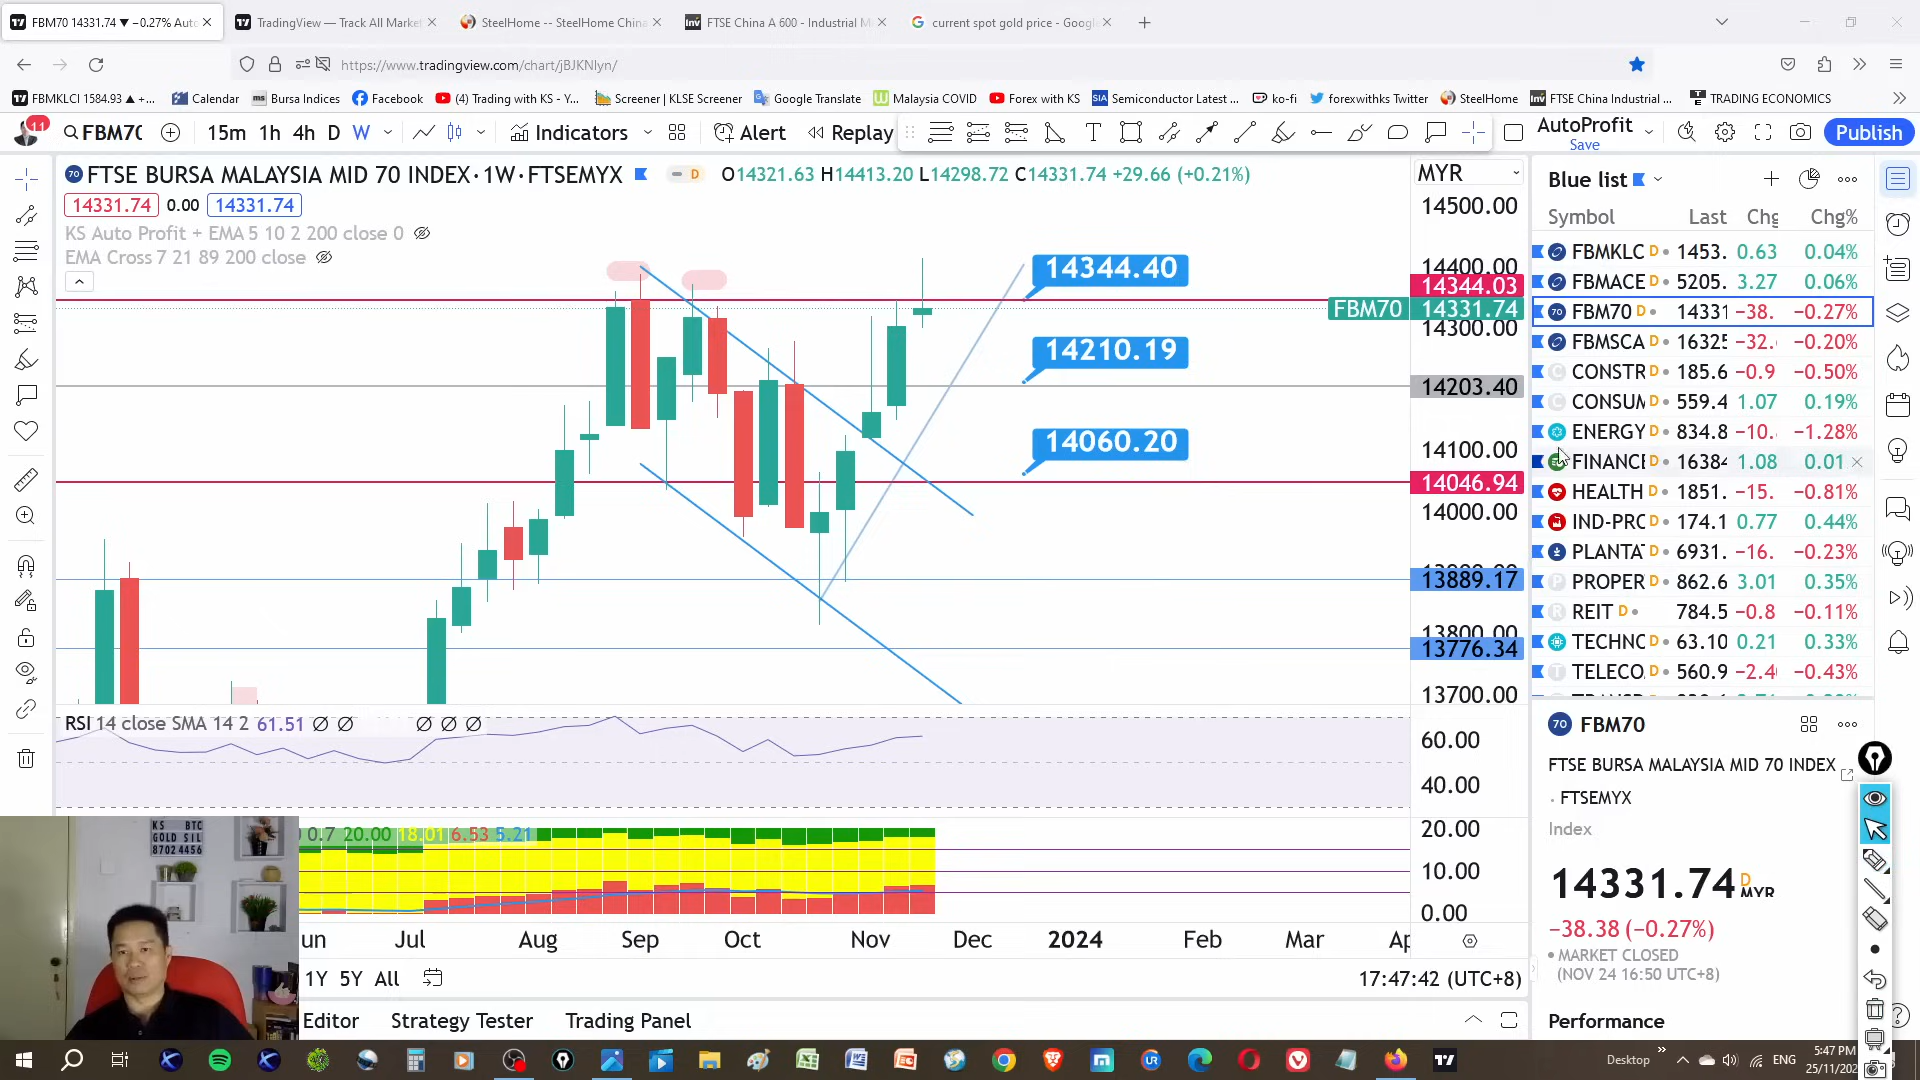 FBM70 14331.74 ▼ −0.27% Auto
TradingView — Track All Market
SteelHome -- SteelHome China
FTSE China A 600 - Industrial M
current spot gold price - Google
https://www.tradingview.com/chart/jBJKNIyn/
FBMKLCI 1584.93 ▲ +...
Calendar
Bursa Indices
Facebook
(4) Trading with KS - Y...
Screener | KLSE Screener
Google Translate
Malaysia COVID
Forex with KS
Semiconductor Latest ...
ko-fi
forexwithks Twitter
SteelHome
FTSE China Industrial ...
TRADING ECONOMICS
11
FBM70
15m 1h 4h D W
Indicators
Alert
Replay
AutoProfit
Save
Publish
FTSE BURSA MALAYSIA MID 70 INDEX · 1W · FTSEMYX
D
O14321.63 H14413.20 L14298.72 C14331.74 +29.66 (+0.21%)
14331.74 0.00 14331.74
KS Auto Profit + EMA 5 10 2 200 close 0
EMA Cross 7 21 89 200 close
14344.40
14210.19
14060.20
MYR
14500.00
14400.00
14344.03
FBM70 14331.74
14300.00
14203.40
14100.00
14046.94
14000.00
13889.17
13800.00
13776.34
13700.00
RSI 14 close SMA 14 2 61.51 ∅ ∅ ∅ ∅ ∅
60.00
40.00
0.7 20.00 18.01 6.53 5.21
20.00
10.00
0.00
KS BTC
GOLD SIL
8702 4456
un Jul Aug Sep Oct Nov Dec 2024 Feb Mar Ap
1Y 5Y All
17:47:42 (UTC+8)
Editor Strategy Tester Trading Panel
Blue list
Symbol Last Chg Chg%
FBMKLC D 1453. 0.63 0.04%
FBMACE D 5205. 3.27 0.06%
FBM70 D 14331 −38. −0.27%
FBMSCA D 16325 −32. −0.20%
CONSTR D 185.6 −0.9 −0.50%
CONSUM D 559.4 1.07 0.19%
ENERGY D 834.8 −10. −1.28%
FINANCE D 16384 1.08 0.01
HEALTH D 1851. −15. −0.81%
IND-PRO D 174.1 0.77 0.44%
PLANTA D 6931. −16. −0.23%
PROPER D 862.6 3.01 0.35%
REIT D 784.5 −0.8 −0.11%
TECHNO D 63.10 0.21 0.33%
TELECO D 560.9 −2.4 −0.43%
70 FBM70
FTSE BURSA MALAYSIA MID 70 INDEX
FTSEMYX
Index
14331.74 D MYR
−38.38 (−0.27%)
MARKET CLOSED
(NOV 24 16:50 UTC+8)
Performance
Desktop
ENG
5:47 PM
25/11/202